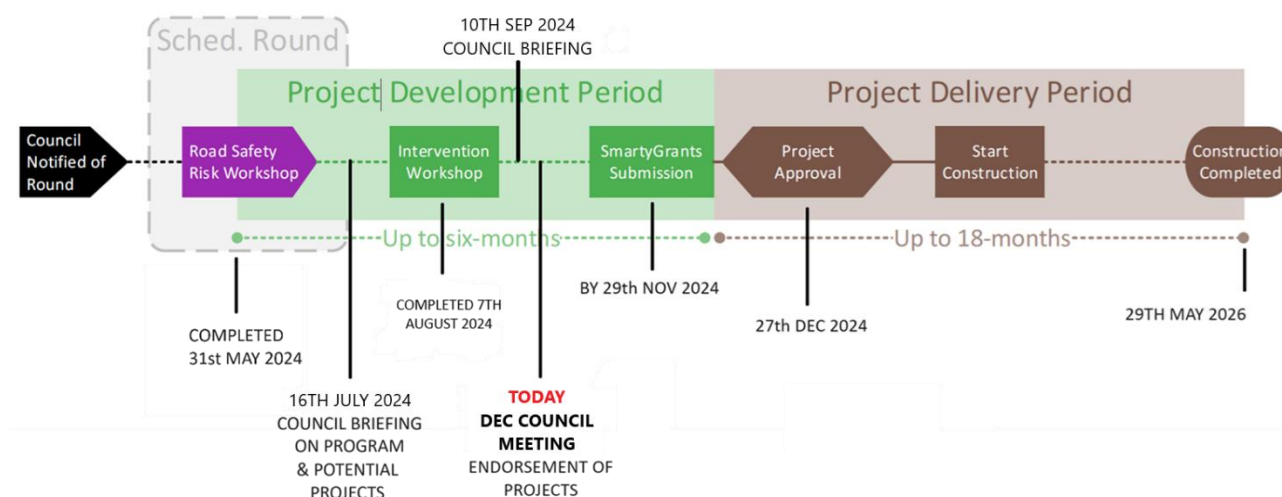 Sched. Round
10TH SEP 2024
COUNCIL BRIEFING
Project Development Period
Project Delivery Period
Council
Notified of
Round
Road Safety
Risk Workshop
Intervention
Workshop
SmartyGrants
Submission
Project
Approval
Start
Construction
Construction
Completed
Up to six-months
Up to 18-months
COMPLETED
31st MAY 2024
COMPLETED 7TH
AUGUST 2024
BY 29th NOV 2024
27th DEC 2024
29TH MAY 2026
16TH JULY 2024
COUNCIL BRIEFING
ON PROGRAM
& POTENTIAL
PROJECTS
TODAY
DEC COUNCIL
MEETING
ENDORSEMENT OF
PROJECTS